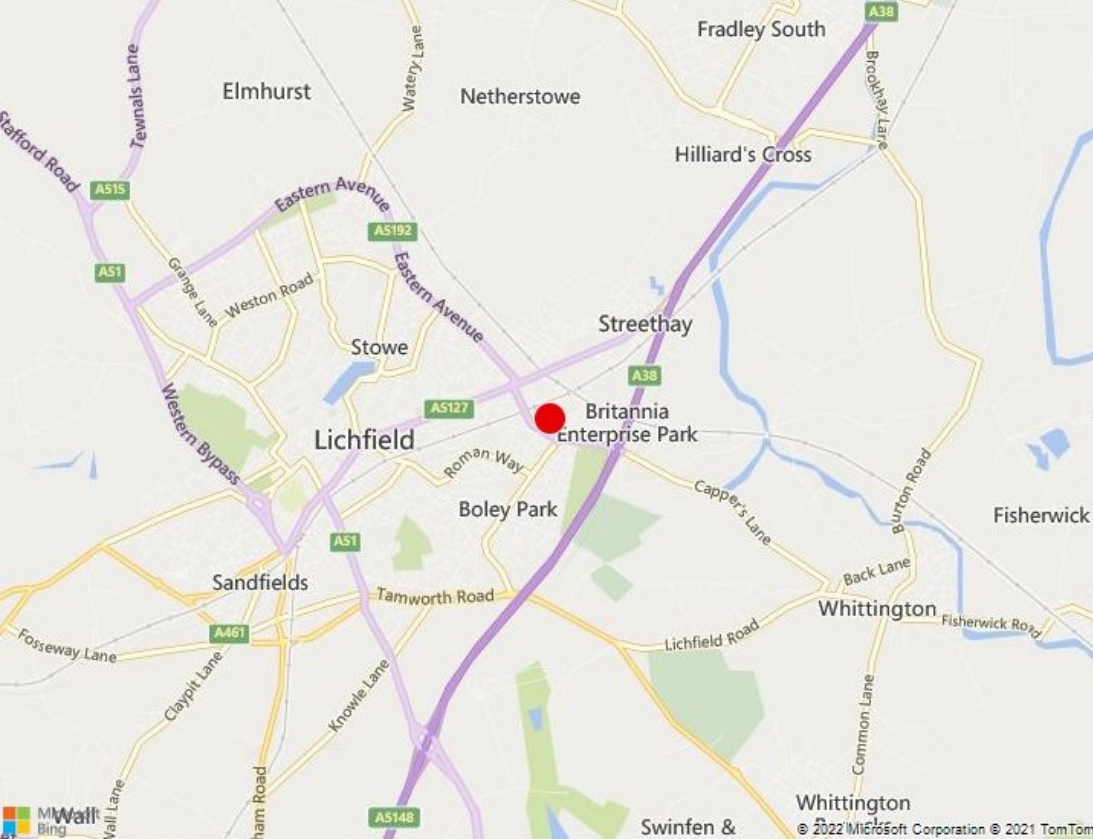 A38
Fradley South
Watery Lane
Tewnals Lane
Brookhay Lane
Elmhurst
Netherstowe
Stafford Road
Hilliard's Cross
A515
Eastern Avenue
A5192
A51
Grange Lane
Weston Road
Eastern Avenue
Streethay
Stowe
A38
A5127
Britannia
Enterprise Park
Western Bypass
Lichfield
Roman Way
Capper's Lane
Burton Road
Boley Park
Fisherwick
A51
Back Lane
Sandfields
Tamworth Road
Whittington
A461
Fisherwick Road
Lichfield Road
Fosseway Lane
Claypit Lane
Knowle Lane
Common Lane
Wall Lane
ham Road
Wall
Microsoft
Bing
A5148
Whittington
Swinfen &
© 2022 Microsoft Corporation © 2021 TomTom